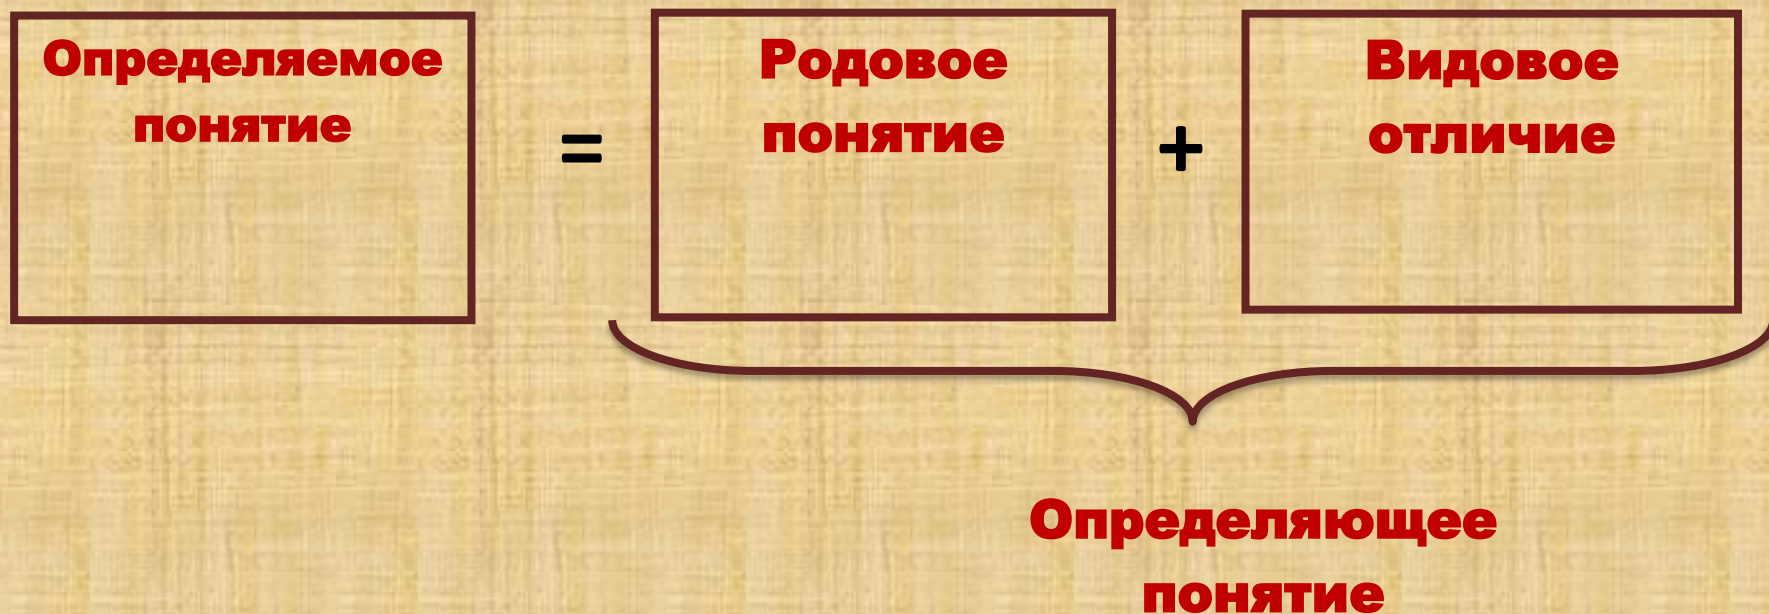 Определяемое
понятие
=
Родовое
понятие
+
Видовое
отличие
Определяющее
понятие